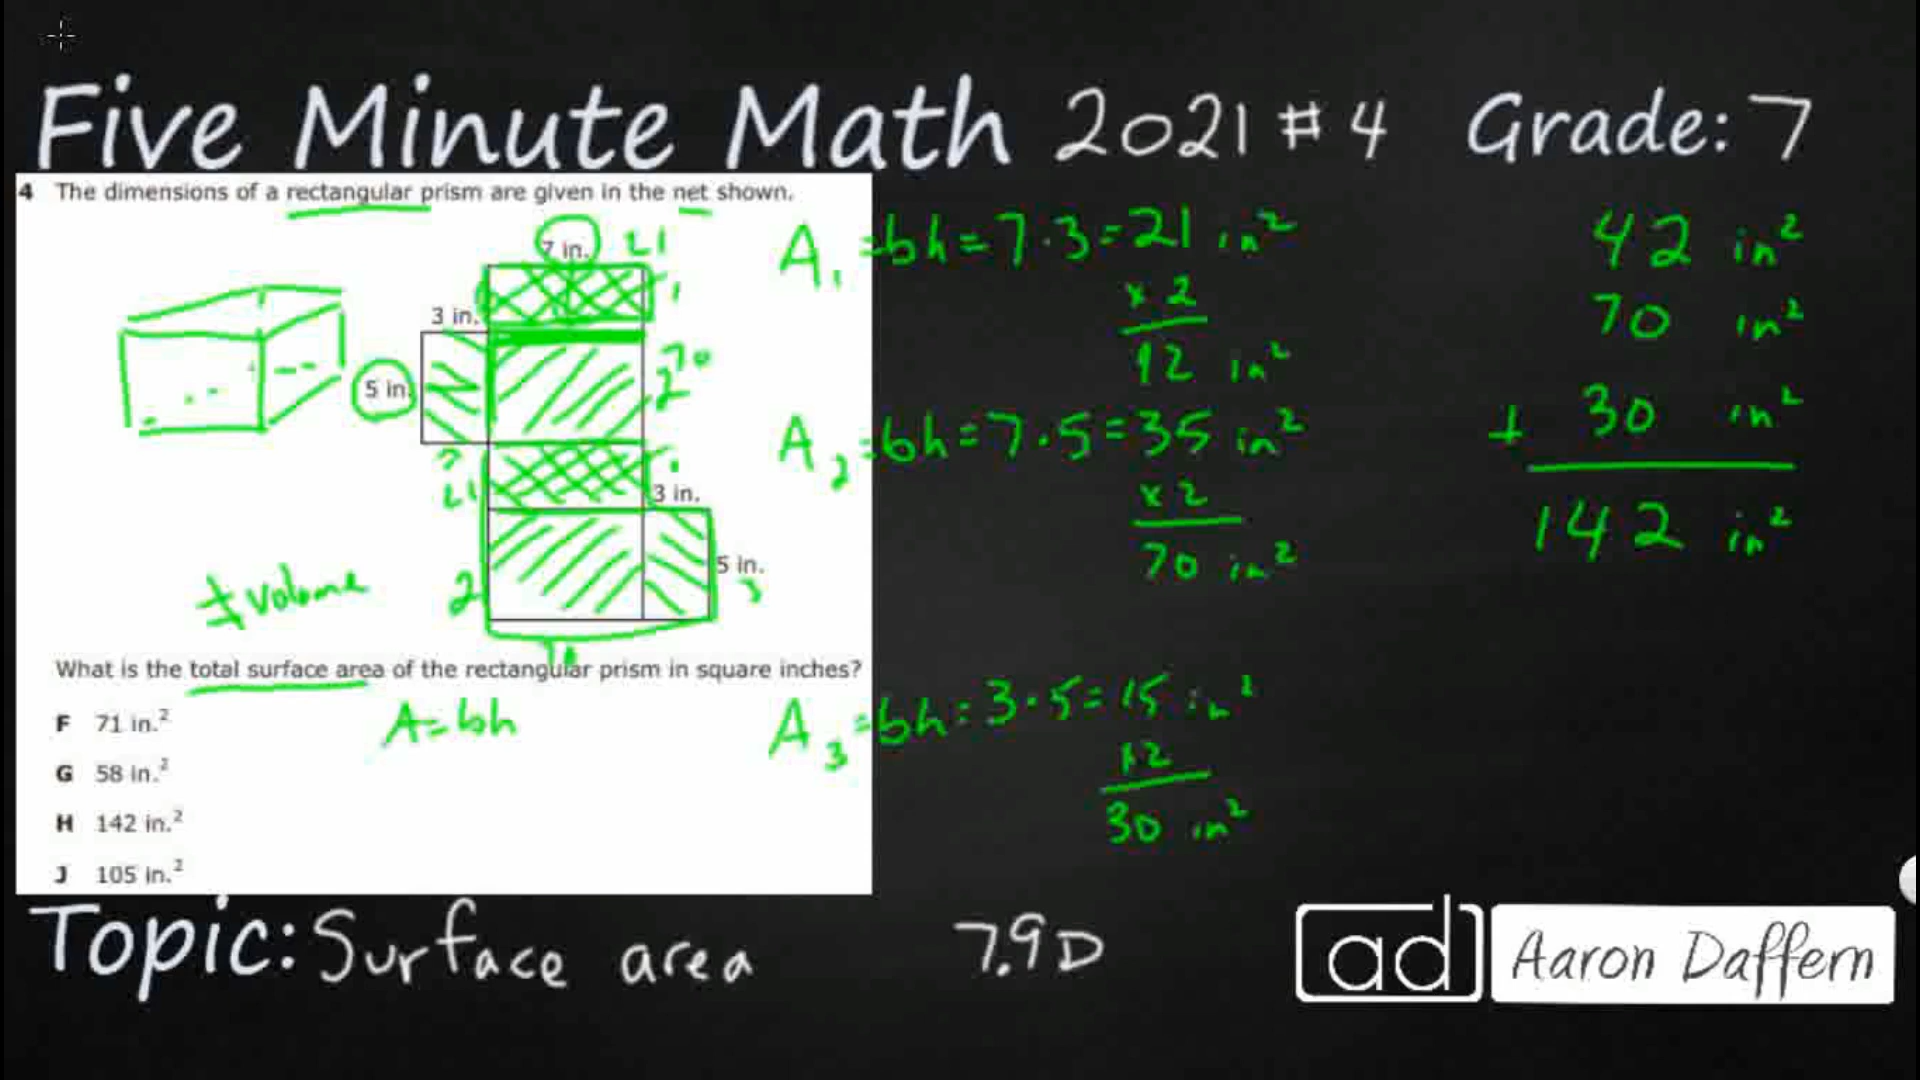 Five Minute Math 2021 #4 Grade: 7
4 The dimensions of a rectangular prism are given in the net shown.
7 in. 21
3 in.
5 in.
2 70
21
3 in.
5 in.
2
3
≠ volume
What is the total surface area of the rectangular prism in square inches?
A=bh
F 71 in.²
G 58 in.²
H 142 in.²
J 105 in.²
A₁=bh=7·3=21 in²
x2
42 in²
A₂=bh=7·5=35 in²
x2
70 in²
A₃=bh=3·5=15 in²
x2
30 in²
42 in²
70 in²
+ 30 in²
142 in²
Topic: Surface area 7.9D
ad Aaron Daffern